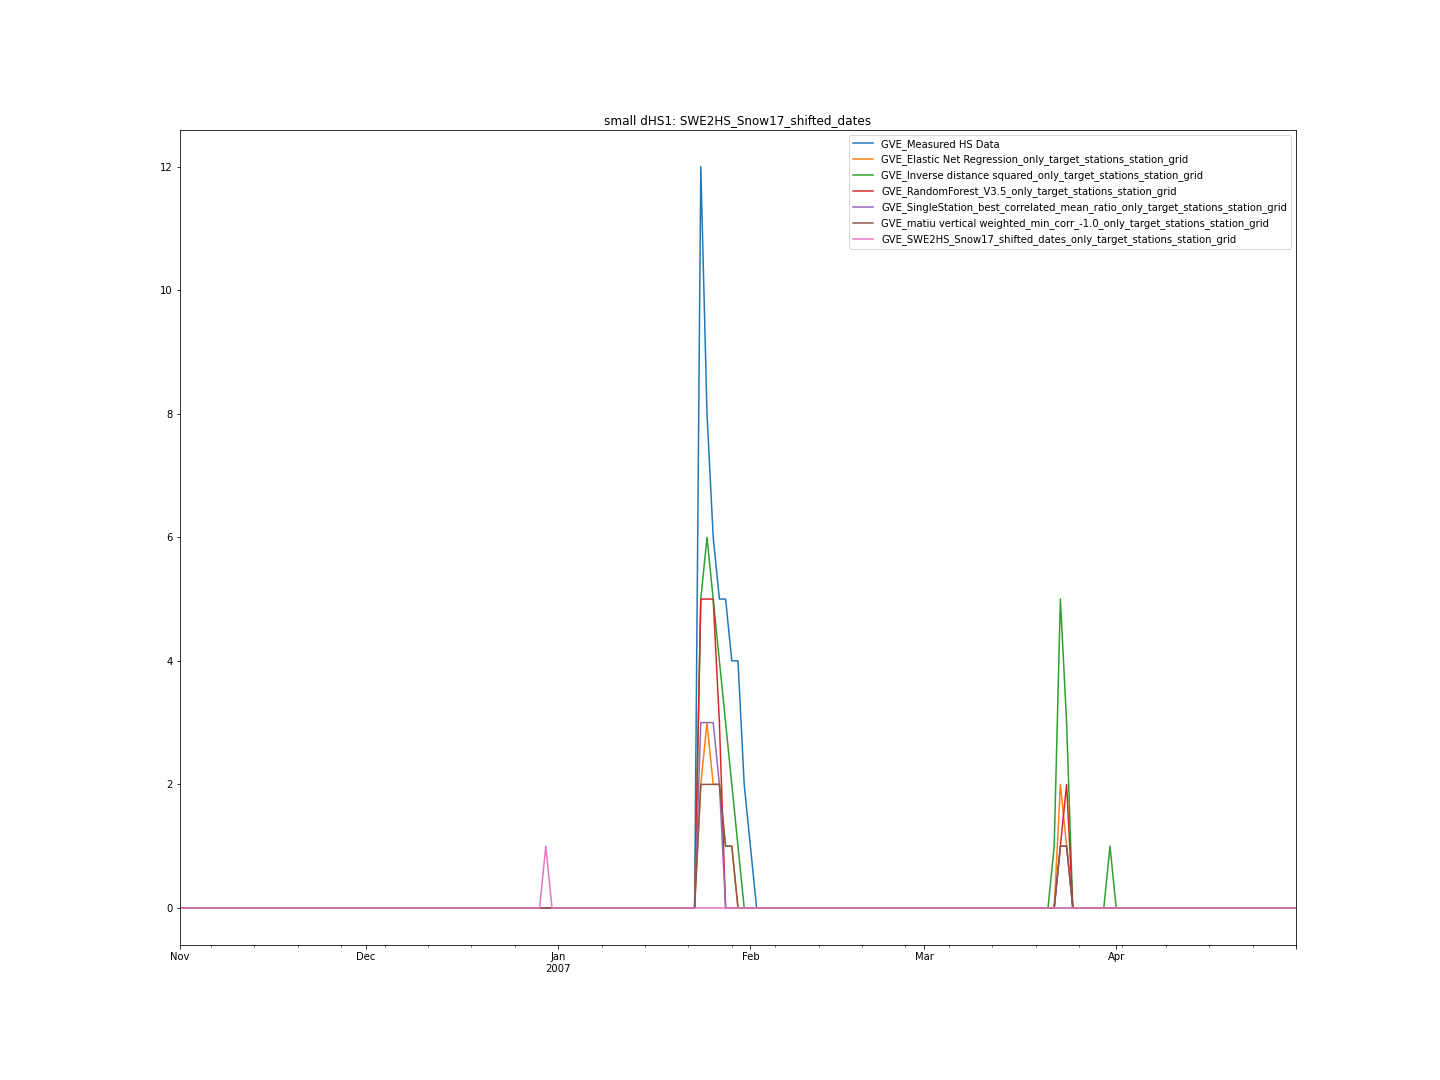 small dHS1: SWE2HS_Snow17_shifted_dates
GVE_Measured HS Data
GVE_Elastic Net Regression_only_target_stations_station_grid
GVE_Inverse distance squared_only_target_stations_station_grid
GVE_RandomForest_V3.5_only_target_stations_station_grid
GVE_SingleStation_best_correlated_mean_ratio_only_target_stations_station_grid
GVE_matiu vertical weighted_min_corr_-1.0_only_target_stations_station_grid
GVE_SWE2HS_Snow17_shifted_dates_only_target_stations_station_grid
12
10
8
6
4
2
0
Nov Dec Jan Feb Mar Apr
2007